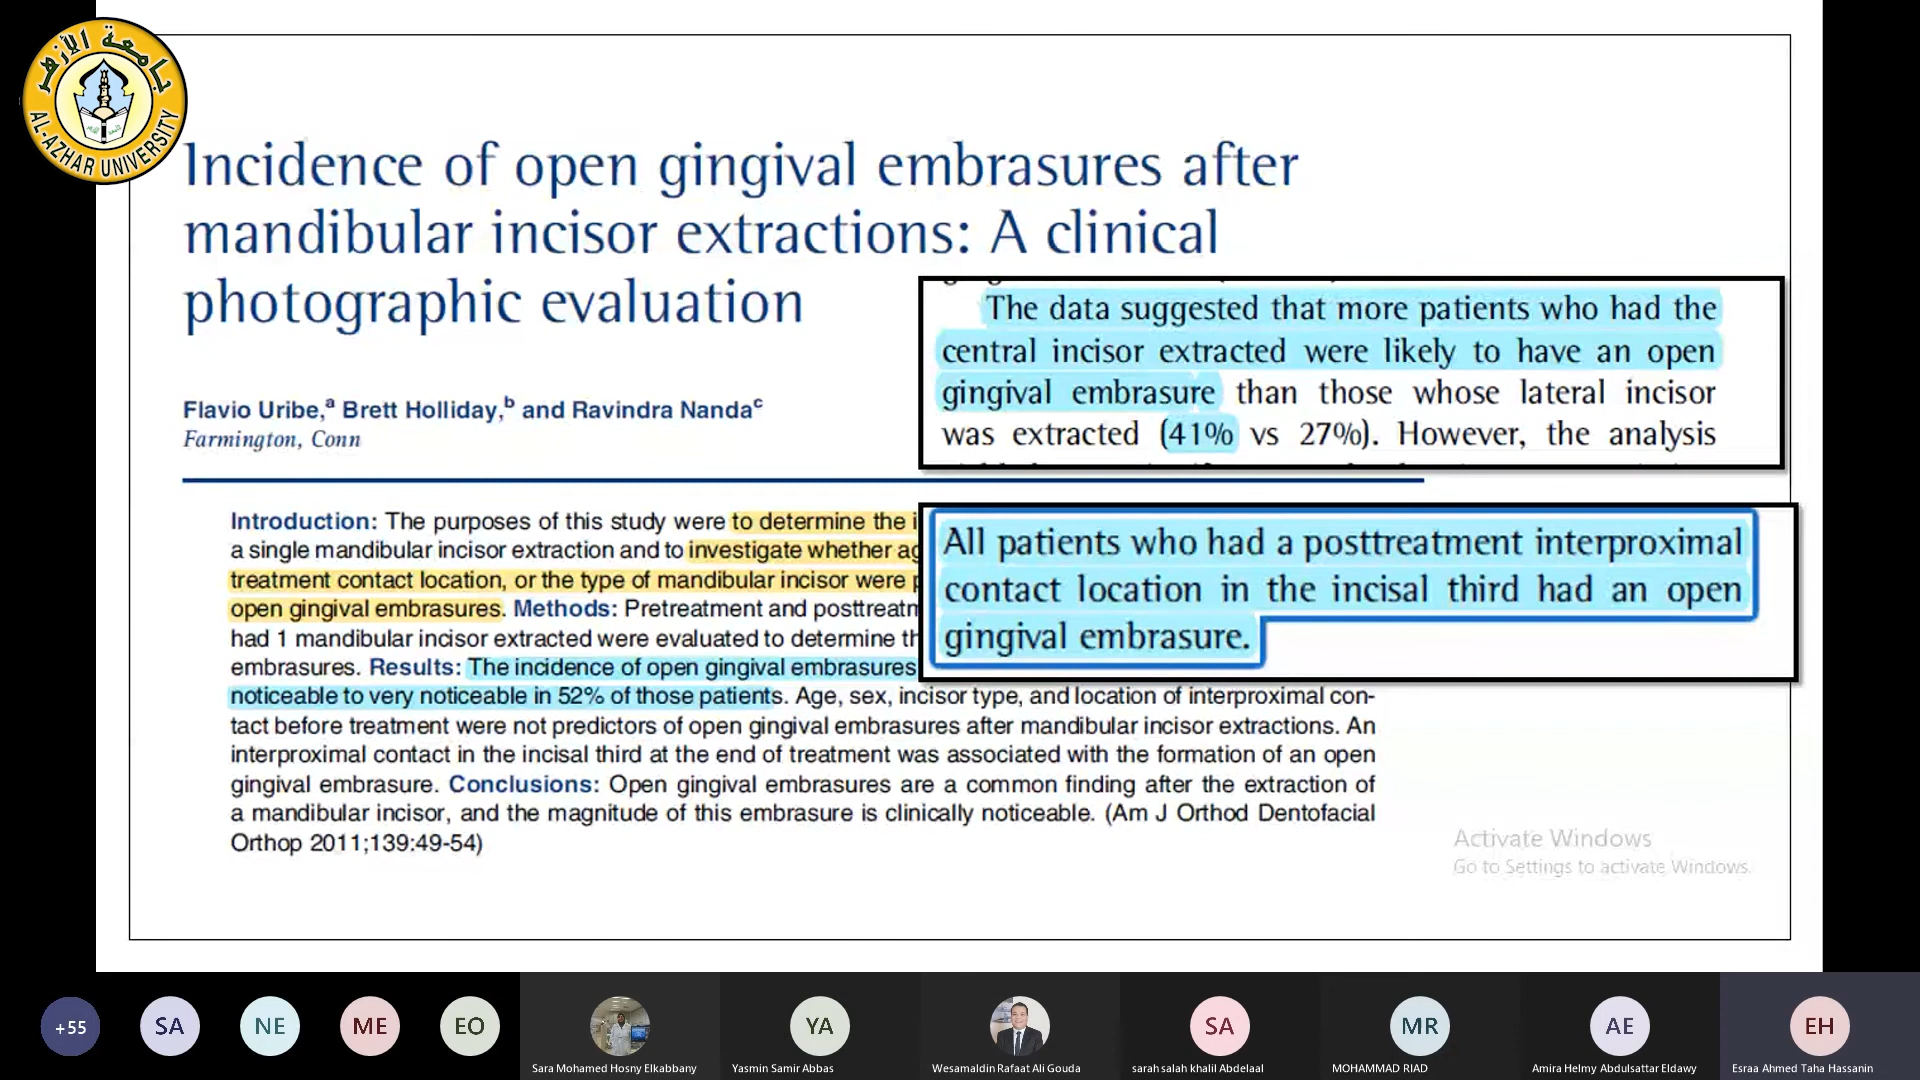 جامعة الأزهر
AL-AZHAR UNIVERSITY
Incidence of open gingival embrasures after
mandibular incisor extractions: A clinical
photographic evaluation
Flavio Uribe,a Brett Holliday,b and Ravindra Nandac
Farmington, Conn
The data suggested that more patients who had the
central incisor extracted were likely to have an open
gingival embrasure than those whose lateral incisor
was extracted (41% vs 27%). However, the analysis
Introduction: The purposes of this study were to determine the
a single mandibular incisor extraction and to investigate whether
treatment contact location, or the type of mandibular incisor were
open gingival embrasures. Methods: Pretreatment and
had 1 mandibular incisor extracted were evaluated to determine
embrasures. Results: The incidence of open gingival embrasures
noticeable to very noticeable in 52% of those patients. Age, sex, incisor type, and location of interproximal con-
tact before treatment were not predictors of open gingival embrasures after mandibular incisor extractions. An
interproximal contact in the incisal third at the end of treatment was associated with the formation of an open
gingival embrasure. Conclusions: Open gingival embrasures are a common finding after the extraction of
a mandibular incisor, and the magnitude of this embrasure is clinically noticeable. (Am J Orthod Dentofacial
Orthop 2011;139:49-54)
All patients who had a posttreatment interproximal
contact location in the incisal third had an open
gingival embrasure.
Activate Windows
Go to Settings to activate Windows.
+55
SA
NE
ME
EO
YA
SA
MR
AE
EH
Sara Mohamed Hosny Elkabbany
Yasmin Samir Abbas
Wesamaldin Rafaat Ali Gouda
sarah salah khalil Abdelaal
MOHAMMAD RIAD
Amira Helmy Abdulsattar Eldawy
Esraa Ahmed Taha Hassanin